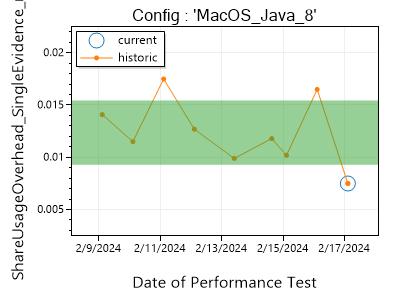 Config : 'MacOS_Java_8'
current
historic
0.02
0.015
0.01
0.005
ShareUsageOverhead_SingleEvidence_
2/9/2024
2/11/2024
2/13/2024
2/15/2024
2/17/2024
Date of Performance Test